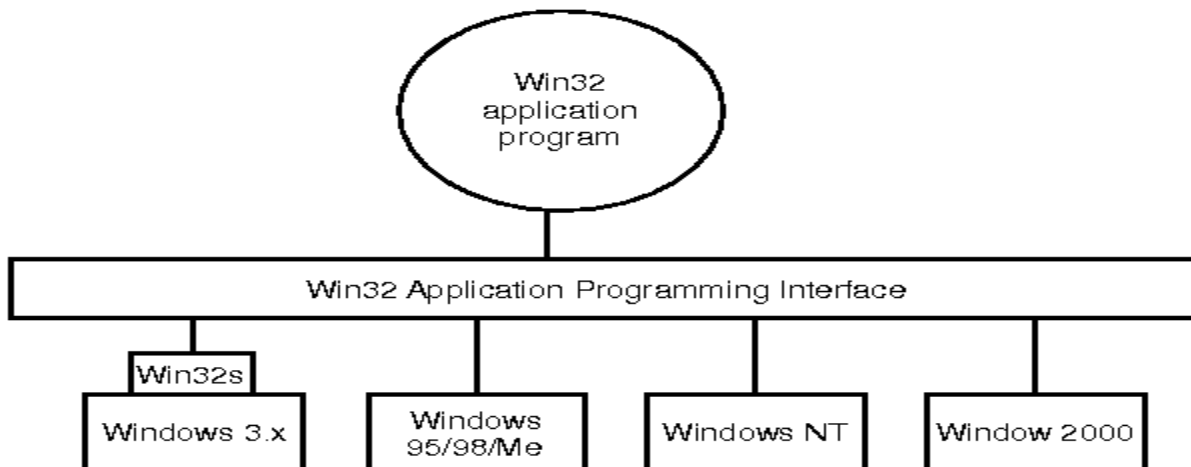 Win32
application
program
Win32 Application Programming Interface
Win32s
Windows 3.x
Windows
95/98/Me
Windows NT
Window 2000